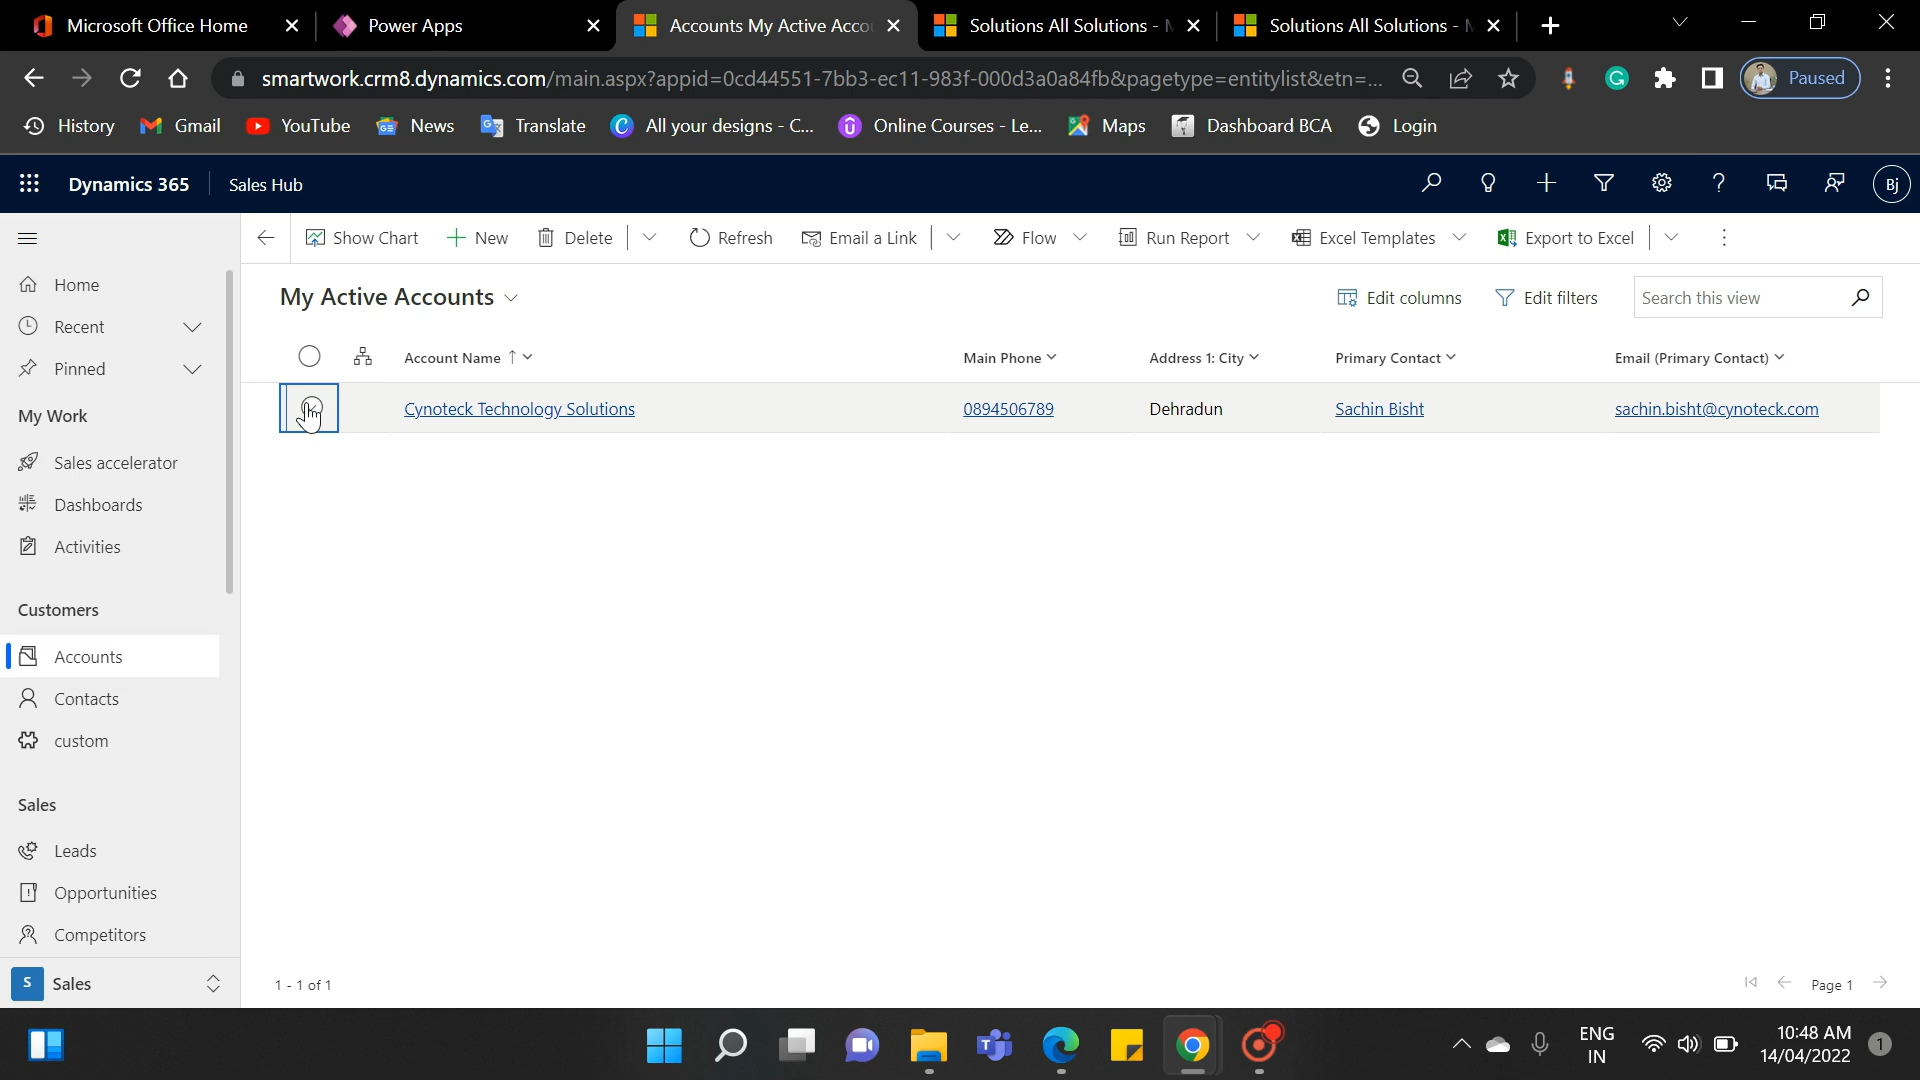 Microsoft Office Home
Power Apps
Accounts My Active Acco
Solutions All Solutions -
Solutions All Solutions -
smartwork.crm8.dynamics.com/main.aspx?appid=0cd44551-7bb3-ec11-983f-000d3a0a84fb&pagetype=entitylist&etn=...
Paused
History
Gmail
YouTube
News
Translate
All your designs - C...
Online Courses - Le...
Maps
Dashboard BCA
Login
Dynamics 365
Sales Hub
Bj
Show Chart
New
Delete
Refresh
Email a Link
Flow
Run Report
Excel Templates
Export to Excel
Home
Recent
Pinned
My Work
Sales accelerator
Dashboards
Activities
Customers
Accounts
Contacts
custom
Sales
Leads
Opportunities
Competitors
S Sales
My Active Accounts
Edit columns
Edit filters
Search this view
Account Name
Main Phone
Address 1: City
Primary Contact
Email (Primary Contact)
Cynoteck Technology Solutions
0894506789
Dehradun
Sachin Bisht
sachin.bisht@cynoteck.com
1 - 1 of 1
Page 1
ENG
IN
10:48 AM
14/04/2022
1